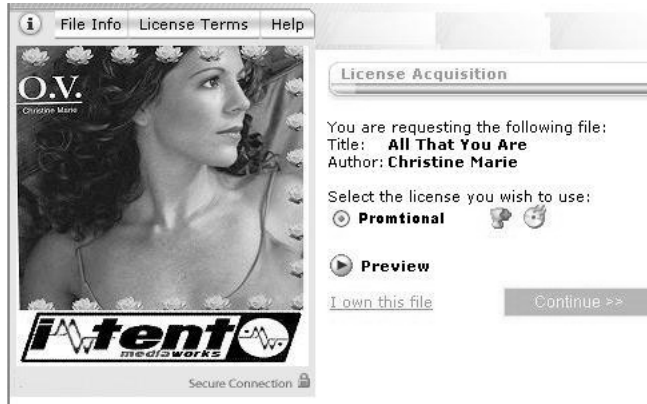 File Info
License Terms
Help
O.V.
Christine Marie
intent
mediaworks
Secure Connection
License Acquisition
You are requesting the following file:
Title: All That You Are
Author: Christine Marie
Select the license you wish to use:
Promtional
Preview
I own this file
Continue >>